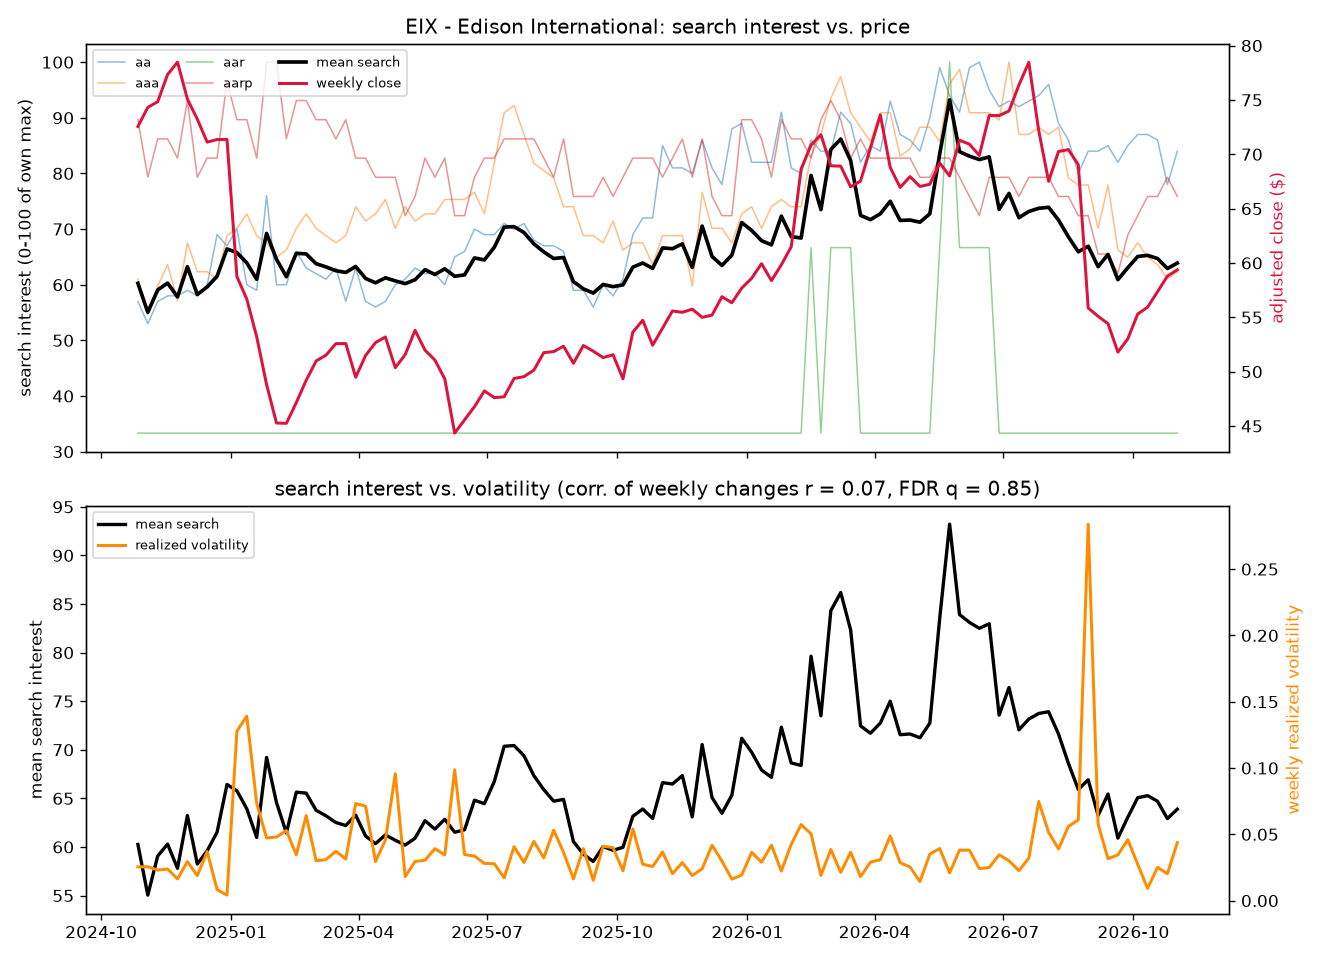 EIX - Edison International: search interest vs. price
aa
aaa
aar
aarp
mean search
weekly close
search interest (0-100 of own max)
100
90
80
70
60
50
40
30
adjusted close ($)
80
75
70
65
60
55
50
45
search interest vs. volatility (corr. of weekly changes r = 0.07, FDR q = 0.85)
mean search
realized volatility
mean search interest
95
90
85
80
75
70
65
60
55
weekly realized volatility
0.25
0.20
0.15
0.10
0.05
0.00
2024-10 2025-01 2025-04 2025-07 2025-10 2026-01 2026-04 2026-07 2026-10